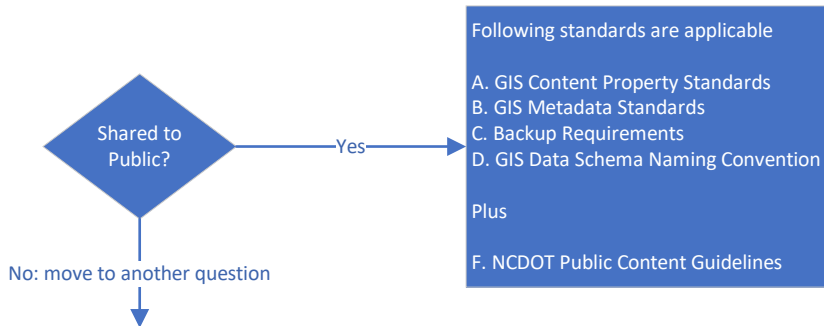 Shared to
Public?
Yes
Following standards are applicable
A. GIS Content Property Standards
B. GIS Metadata Standards
C. Backup Requirements
D. GIS Data Schema Naming Convention
Plus
F. NCDOT Public Content Guidelines
No: move to another question